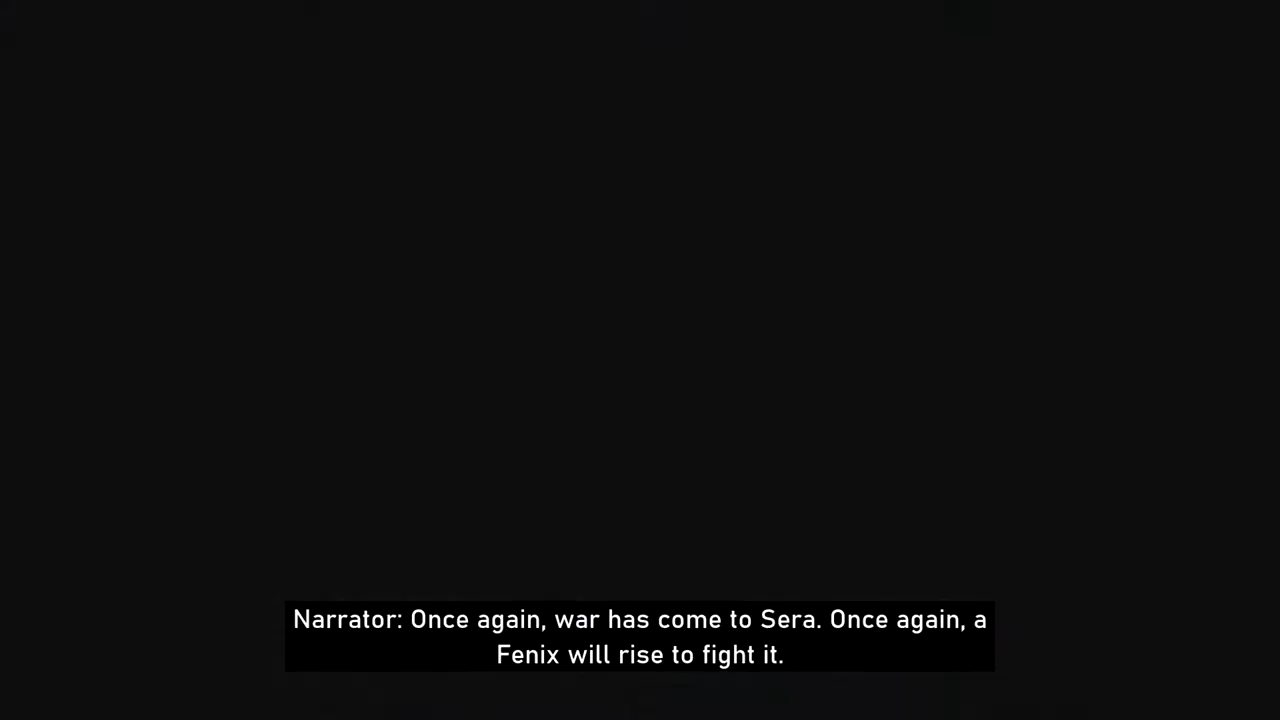 Narrator: Once again, war has come to Sera. Once again, a
Fenix will rise to fight it.